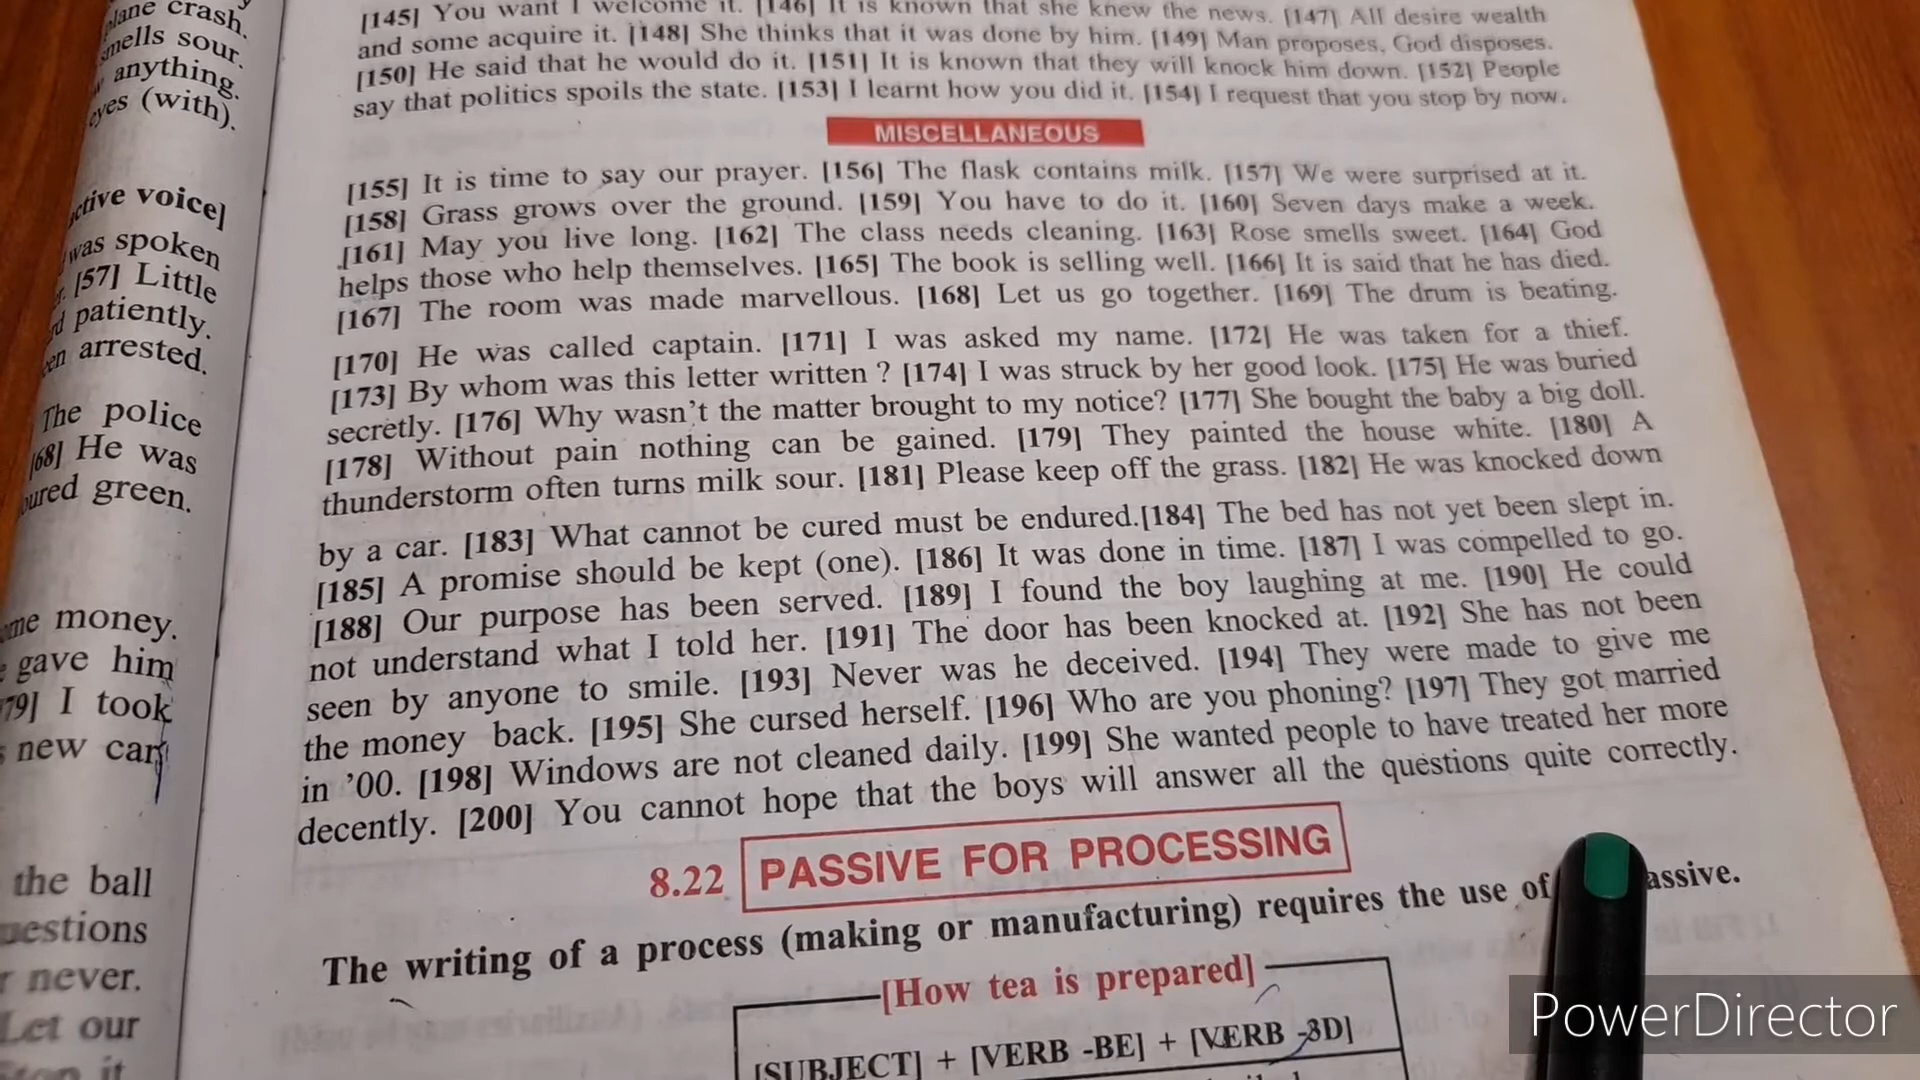 plane crash.
smells sour.
anything.
eyes (with).
ctive voice]
was spoken
[57] Little
patiently.
arrested.
The police
68] He was
oured green.
me money.
gave him
79] I took
new car
the ball
uestions
r never.
Let our
[145] You want I welcome it. [146] It is known that she knew the news. [147] All desire wealth
and some acquire it. [148] She thinks that it was done by him. [149] Man proposes, God disposes.
[150] He said that he would do it. [151] It is known that they will knock him down. [152] People
say that politics spoils the state. [153] I learnt how you did it. [154] I request that you stop by now.
MISCELLANEOUS
[155] It is time to say our prayer. [156] The flask contains milk. [157] We were surprised at it.
[158] Grass grows over the ground. [159] You have to do it. [160] Seven days make a week.
[161] May you live long. [162] The class needs cleaning. [163] Rose smells sweet. [164] God
helps those who help themselves. [165] The book is selling well. [166] It is said that he has died.
[167] The room was made marvellous. [168] Let us go together. [169] The drum is beating.
[170] He was called captain. [171] I was asked my name. [172] He was taken for a thief.
[173] By whom was this letter written ? [174] I was struck by her good look. [175] He was buried
secretly. [176] Why wasn't the matter brought to my notice? [177] She bought the baby a big doll.
[178] Without pain nothing can be gained. [179] They painted the house white. [180] A
thunderstorm often turns milk sour. [181] Please keep off the grass. [182] He was knocked down
by a car. [183] What cannot be cured must be endured.[184] The bed has not yet been slept in.
[185] A promise should be kept (one). [186] It was done in time. [187] I was compelled to go.
[188] Our purpose has been served. [189] I found the boy laughing at me. [190] He could
not understand what I told her. [191] The door has been knocked at. [192] She has not been
seen by anyone to smile. [193] Never was he deceived. [194] They were made to give me
the money back. [195] She cursed herself. [196] Who are you phoning? [197] They got married
in '00. [198] Windows are not cleaned daily. [199] She wanted people to have treated her more
decently. [200] You cannot hope that the boys will answer all the questions quite correctly.
8.22 PASSIVE FOR PROCESSING
The writing of a process (making or manufacturing) requires the use of assive.
[How tea is prepared]
[SUBJECT] + [VERB -BE] + [VERB -3D]
PowerDirector